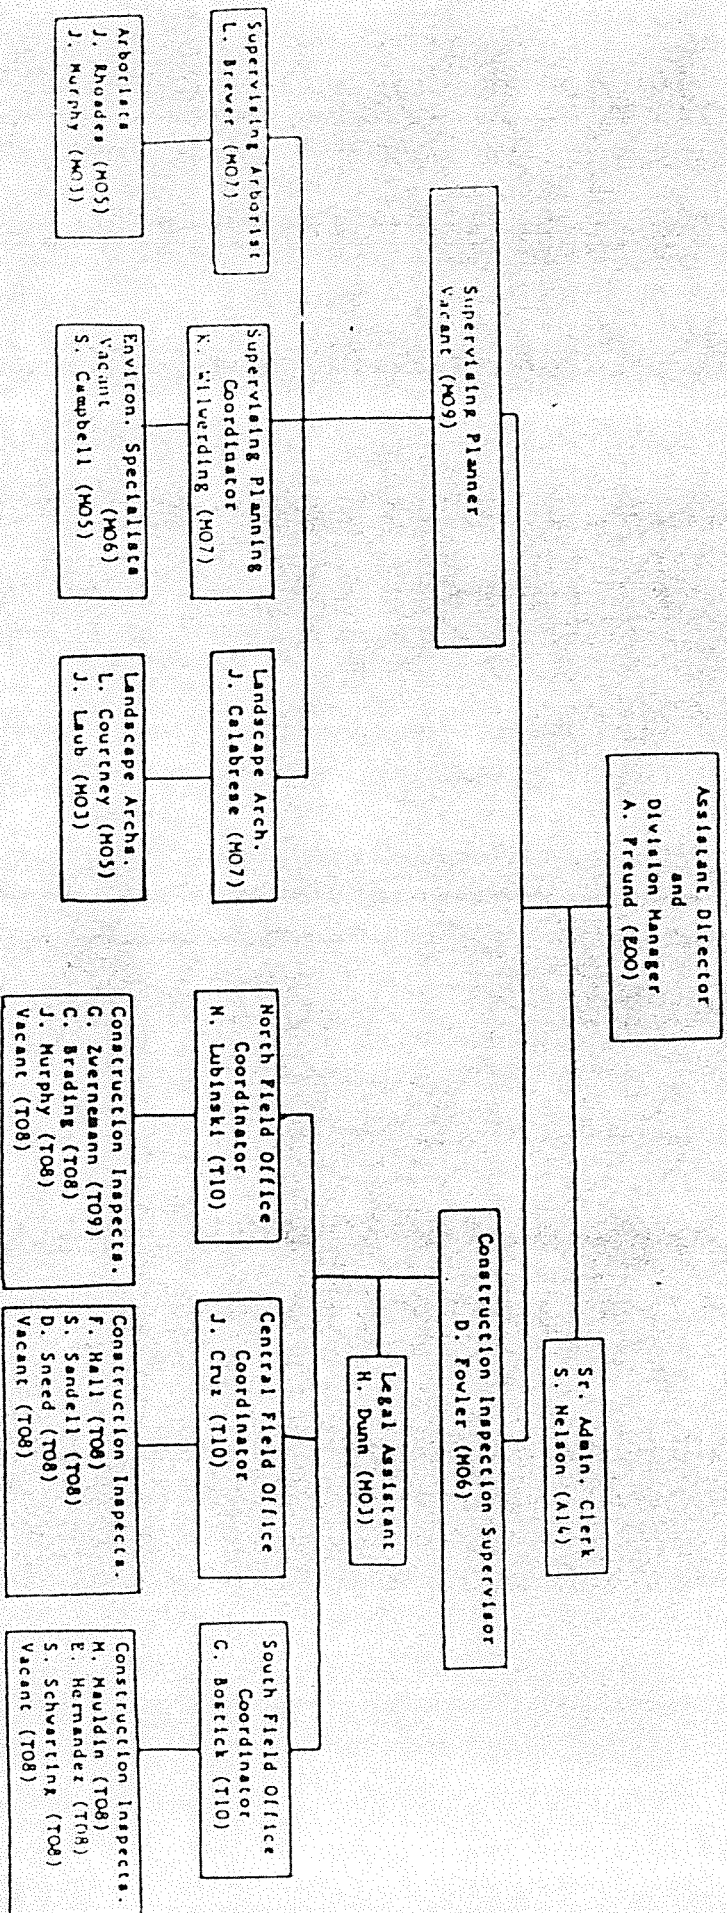 Assistant Director
and
Division Manager
A. Freund (E00)
Sr. Admin. Clerk
S. Nelson (A14)
Supervising Planner
Vacant (M09)
Construction Inspection Supervisor
D. Fowler (M06)
Legal Assistant
H. Dunn (M03)
Supervising Arborist
L. Brewer (M07)
Supervising Planning
Coordinator
K. Wilverding (M07)
Landscape Arch.
J. Calabrese (M07)
North Field Office
Coordinator
N. Lubinski (T10)
Central Field Office
Coordinator
J. Cruz (T10)
South Field Office
Coordinator
C. Bostick (T10)
Arborists
J. Rhoades (M05)
J. Murphy (M03)
Environ. Specialists
Vacant (M06)
S. Campbell (M05)
Landscape Archs.
L. Courtney (M05)
J. Laub (M03)
Construction Inspects.
G. Zwernemann (T09)
C. Brading (T08)
J. Murphy (T08)
Vacant (T08)
Construction Inspects.
F. Hall (T08)
S. Sandell (T08)
D. Sneed (T08)
Vacant (T08)
Construction Inspects.
M. Mauldin (T08)
E. Hernandez (T08)
S. Schwarting (T08)
Vacant (T08)